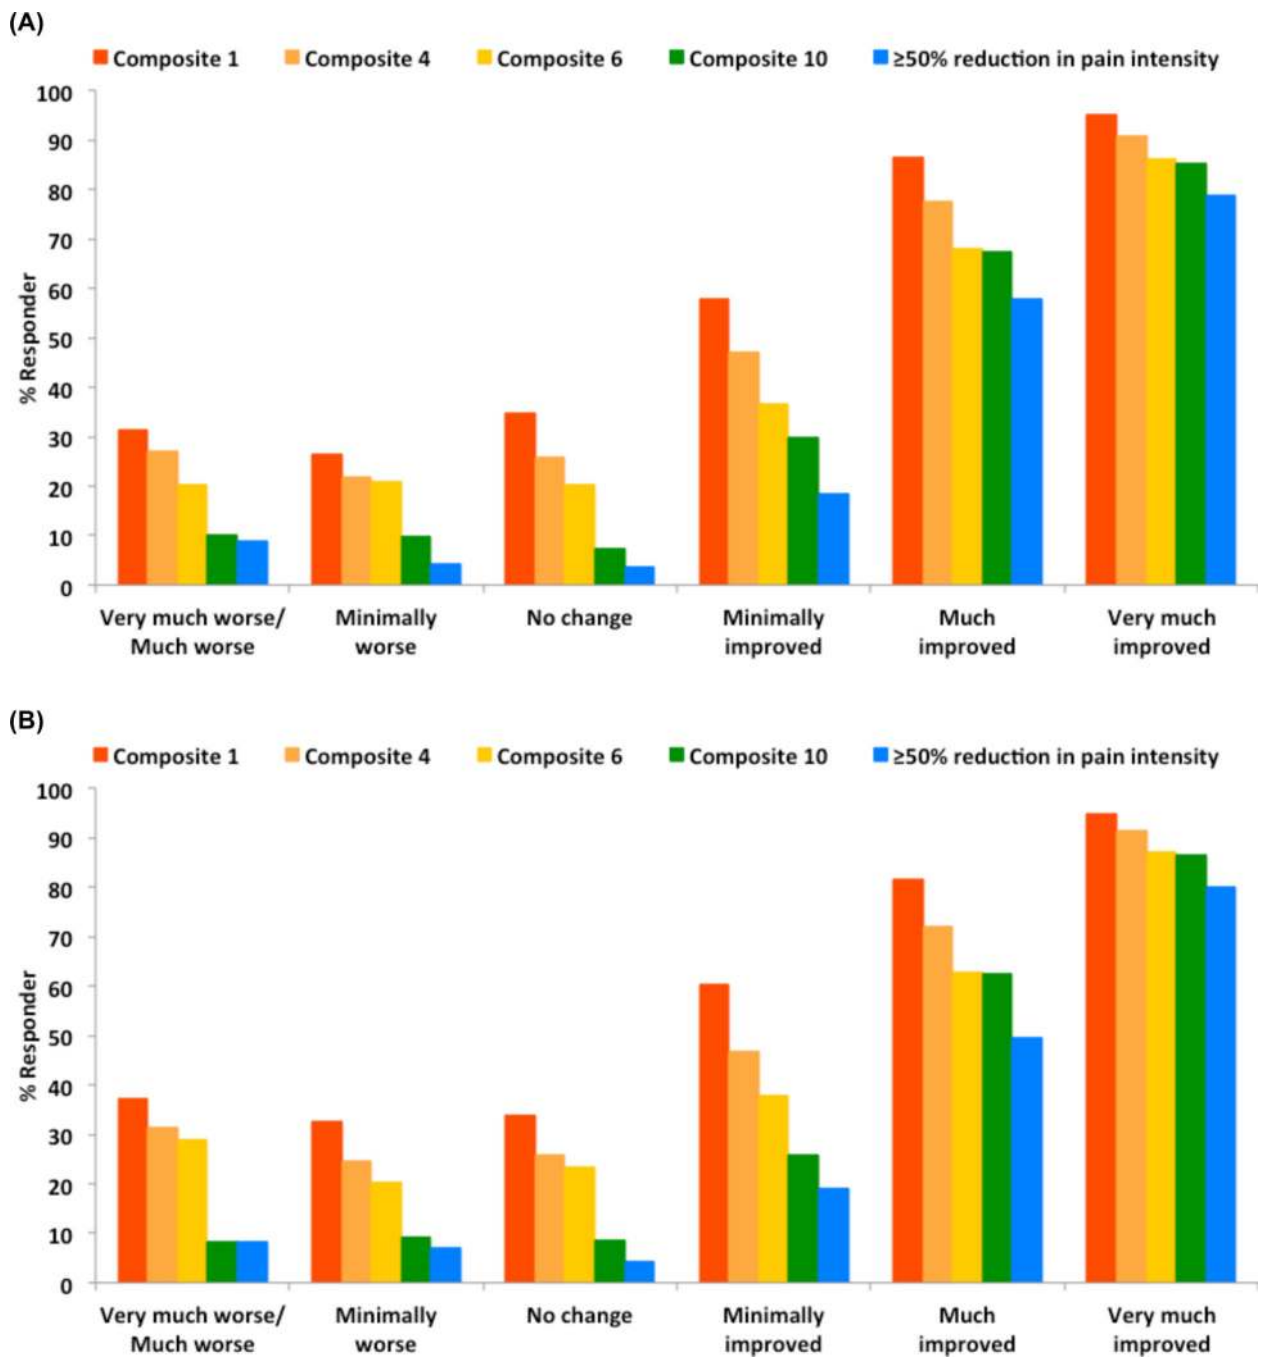 (A)
Composite 1 Composite 4 Composite 6 Composite 10 ≥50% reduction in pain intensity
100
90
80
70
60
50
40
30
20
10
0
% Responder
Very much worse/
Much worse
Minimally
worse
No change
Minimally
improved
Much
improved
Very much
improved
(B)
Composite 1 Composite 4 Composite 6 Composite 10 ≥50% reduction in pain intensity
100
90
80
70
60
50
40
30
20
10
0
% Responder
Very much worse/
Much worse
Minimally
worse
No change
Minimally
improved
Much
improved
Very much
improved